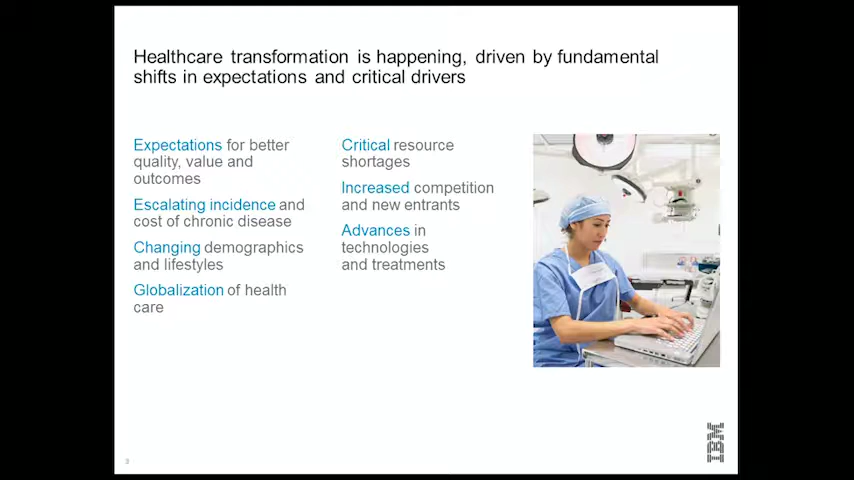 Healthcare transformation is happening, driven by fundamental
shifts in expectations and critical drivers
Expectations for better
quality, value and
outcomes
Escalating incidence and
cost of chronic disease
Changing demographics
and lifestyles
Globalization of health
care
Critical resource
shortages
Increased competition
and new entrants
Advances in
technologies
and treatments
3
IBM